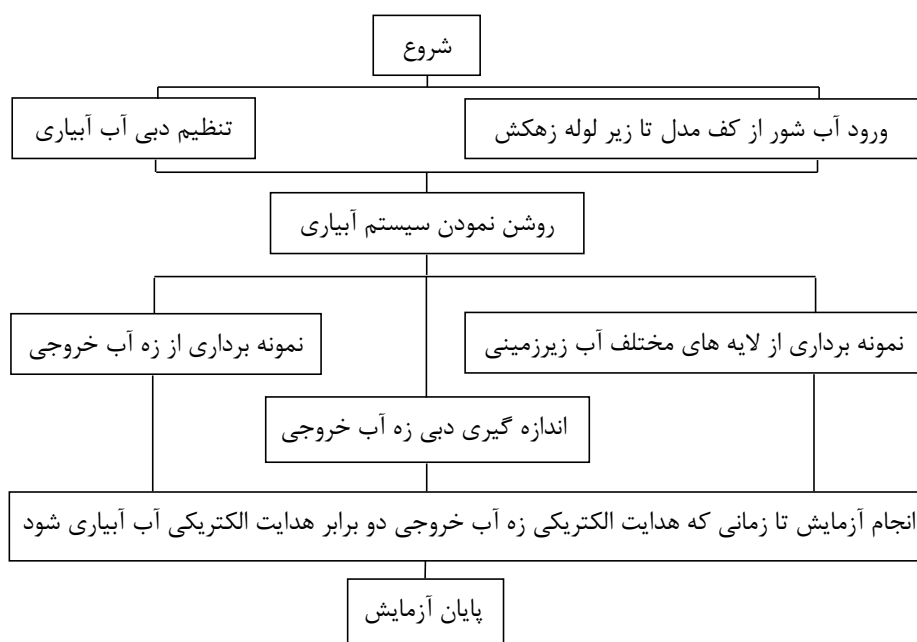 شروع
ورود آب شور از کف مدل تا زیر لوله زهکش
تنظیم دبی آب آبیاری
روشن نمودن سیستم آبیاری
نمونه برداری از لایه های مختلف آب زیرزمینی
نمونه برداری از زه آب خروجی
اندازه گیری دبی زه آب خروجی
انجام آزمایش تا زمانی که هدایت الکتریکی زه آب خروجی دو برابر هدایت الکتریکی آب آبیاری شود
پایان آزمایش